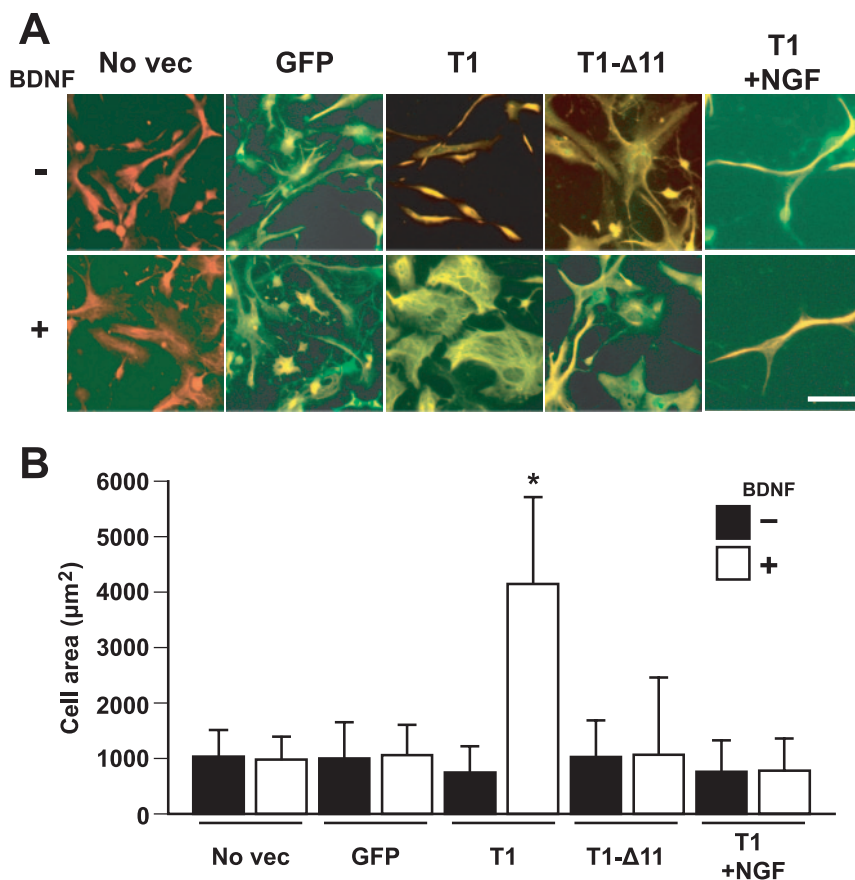 A
BDNF No vec GFP T1 T1-Δ11 T1
+NGF
-
+
B
BDNF
−
+
Cell area (µm²)
6000
5000
4000
3000
2000
1000
0
*
No vec GFP T1 T1-Δ11 T1
+NGF